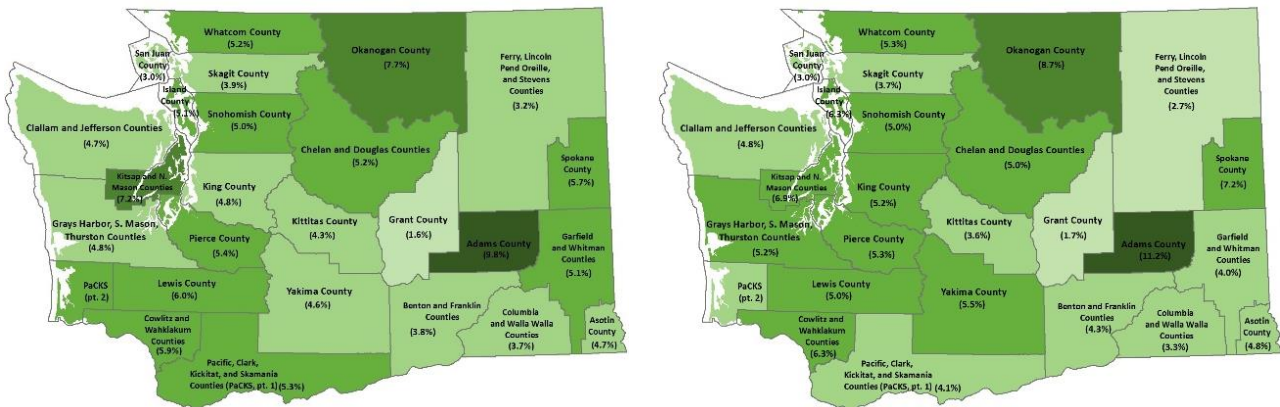 Whatcom County
(5.2%)
Okanogan County
(7.7%)
San Juan
County
(3.0%)
Skagit County
(3.9%)
Ferry, Lincoln
Pend Oreille,
and Stevens
Counties
(3.2%)
Island
County
(5.1%)
Snohomish County
(5.0%)
Clallam and Jefferson Counties
(4.7%)
Chelan and Douglas Counties
(5.2%)
Spokane
County
(5.7%)
Kitsap and N.
Mason Counties
(7.2%)
King County
(4.8%)
Kittitas County
(4.3%)
Grant County
(1.6%)
Grays Harbor, S. Mason,
Thurston Counties
(4.8%)
Pierce County
(5.4%)
Adams County
(9.8%)
Garfield
and Whitman
Counties
(5.1%)
PaCKS
(pt. 2)
Lewis County
(6.0%)
Yakima County
(4.6%)
Benton and Franklin
Counties
(3.8%)
Columbia
and Walla Walla
Counties
(3.7%)
Asotin
County
(4.7%)
Cowlitz and
Wahkiakum
Counties
(5.9%)
Pacific, Clark,
Kickitat, and Skamania
Counties (PaCKS, pt. 1) (5.3%)
Whatcom County
(5.3%)
Okanogan County
(8.7%)
San Juan
County
(3.0%)
Skagit County
(3.7%)
Ferry, Lincoln
Pend Oreille,
and Stevens
Counties
(2.7%)
Island
County
(6.3%)
Snohomish County
(5.0%)
Clallam and Jefferson Counties
(4.8%)
Chelan and Douglas Counties
(5.0%)
Spokane
County
(7.2%)
Kitsap and N.
Mason Counties
(6.9%)
King County
(5.2%)
Kittitas County
(3.6%)
Grant County
(1.7%)
Grays Harbor, S. Mason,
Thurston Counties
(5.2%)
Pierce County
(5.3%)
Adams County
(11.2%)
Garfield
and Whitman
Counties
(4.0%)
PaCKS
(pt. 2)
Lewis County
(5.0%)
Yakima County
(5.5%)
Benton and Franklin
Counties
(4.3%)
Columbia
and Walla Walla
Counties
(3.3%)
Asotin
County
(4.8%)
Cowlitz and
Wahkiakum
Counties
(6.3%)
Pacific, Clark,
Kickitat, and Skamania
Counties (PaCKS, pt. 1) (4.1%)